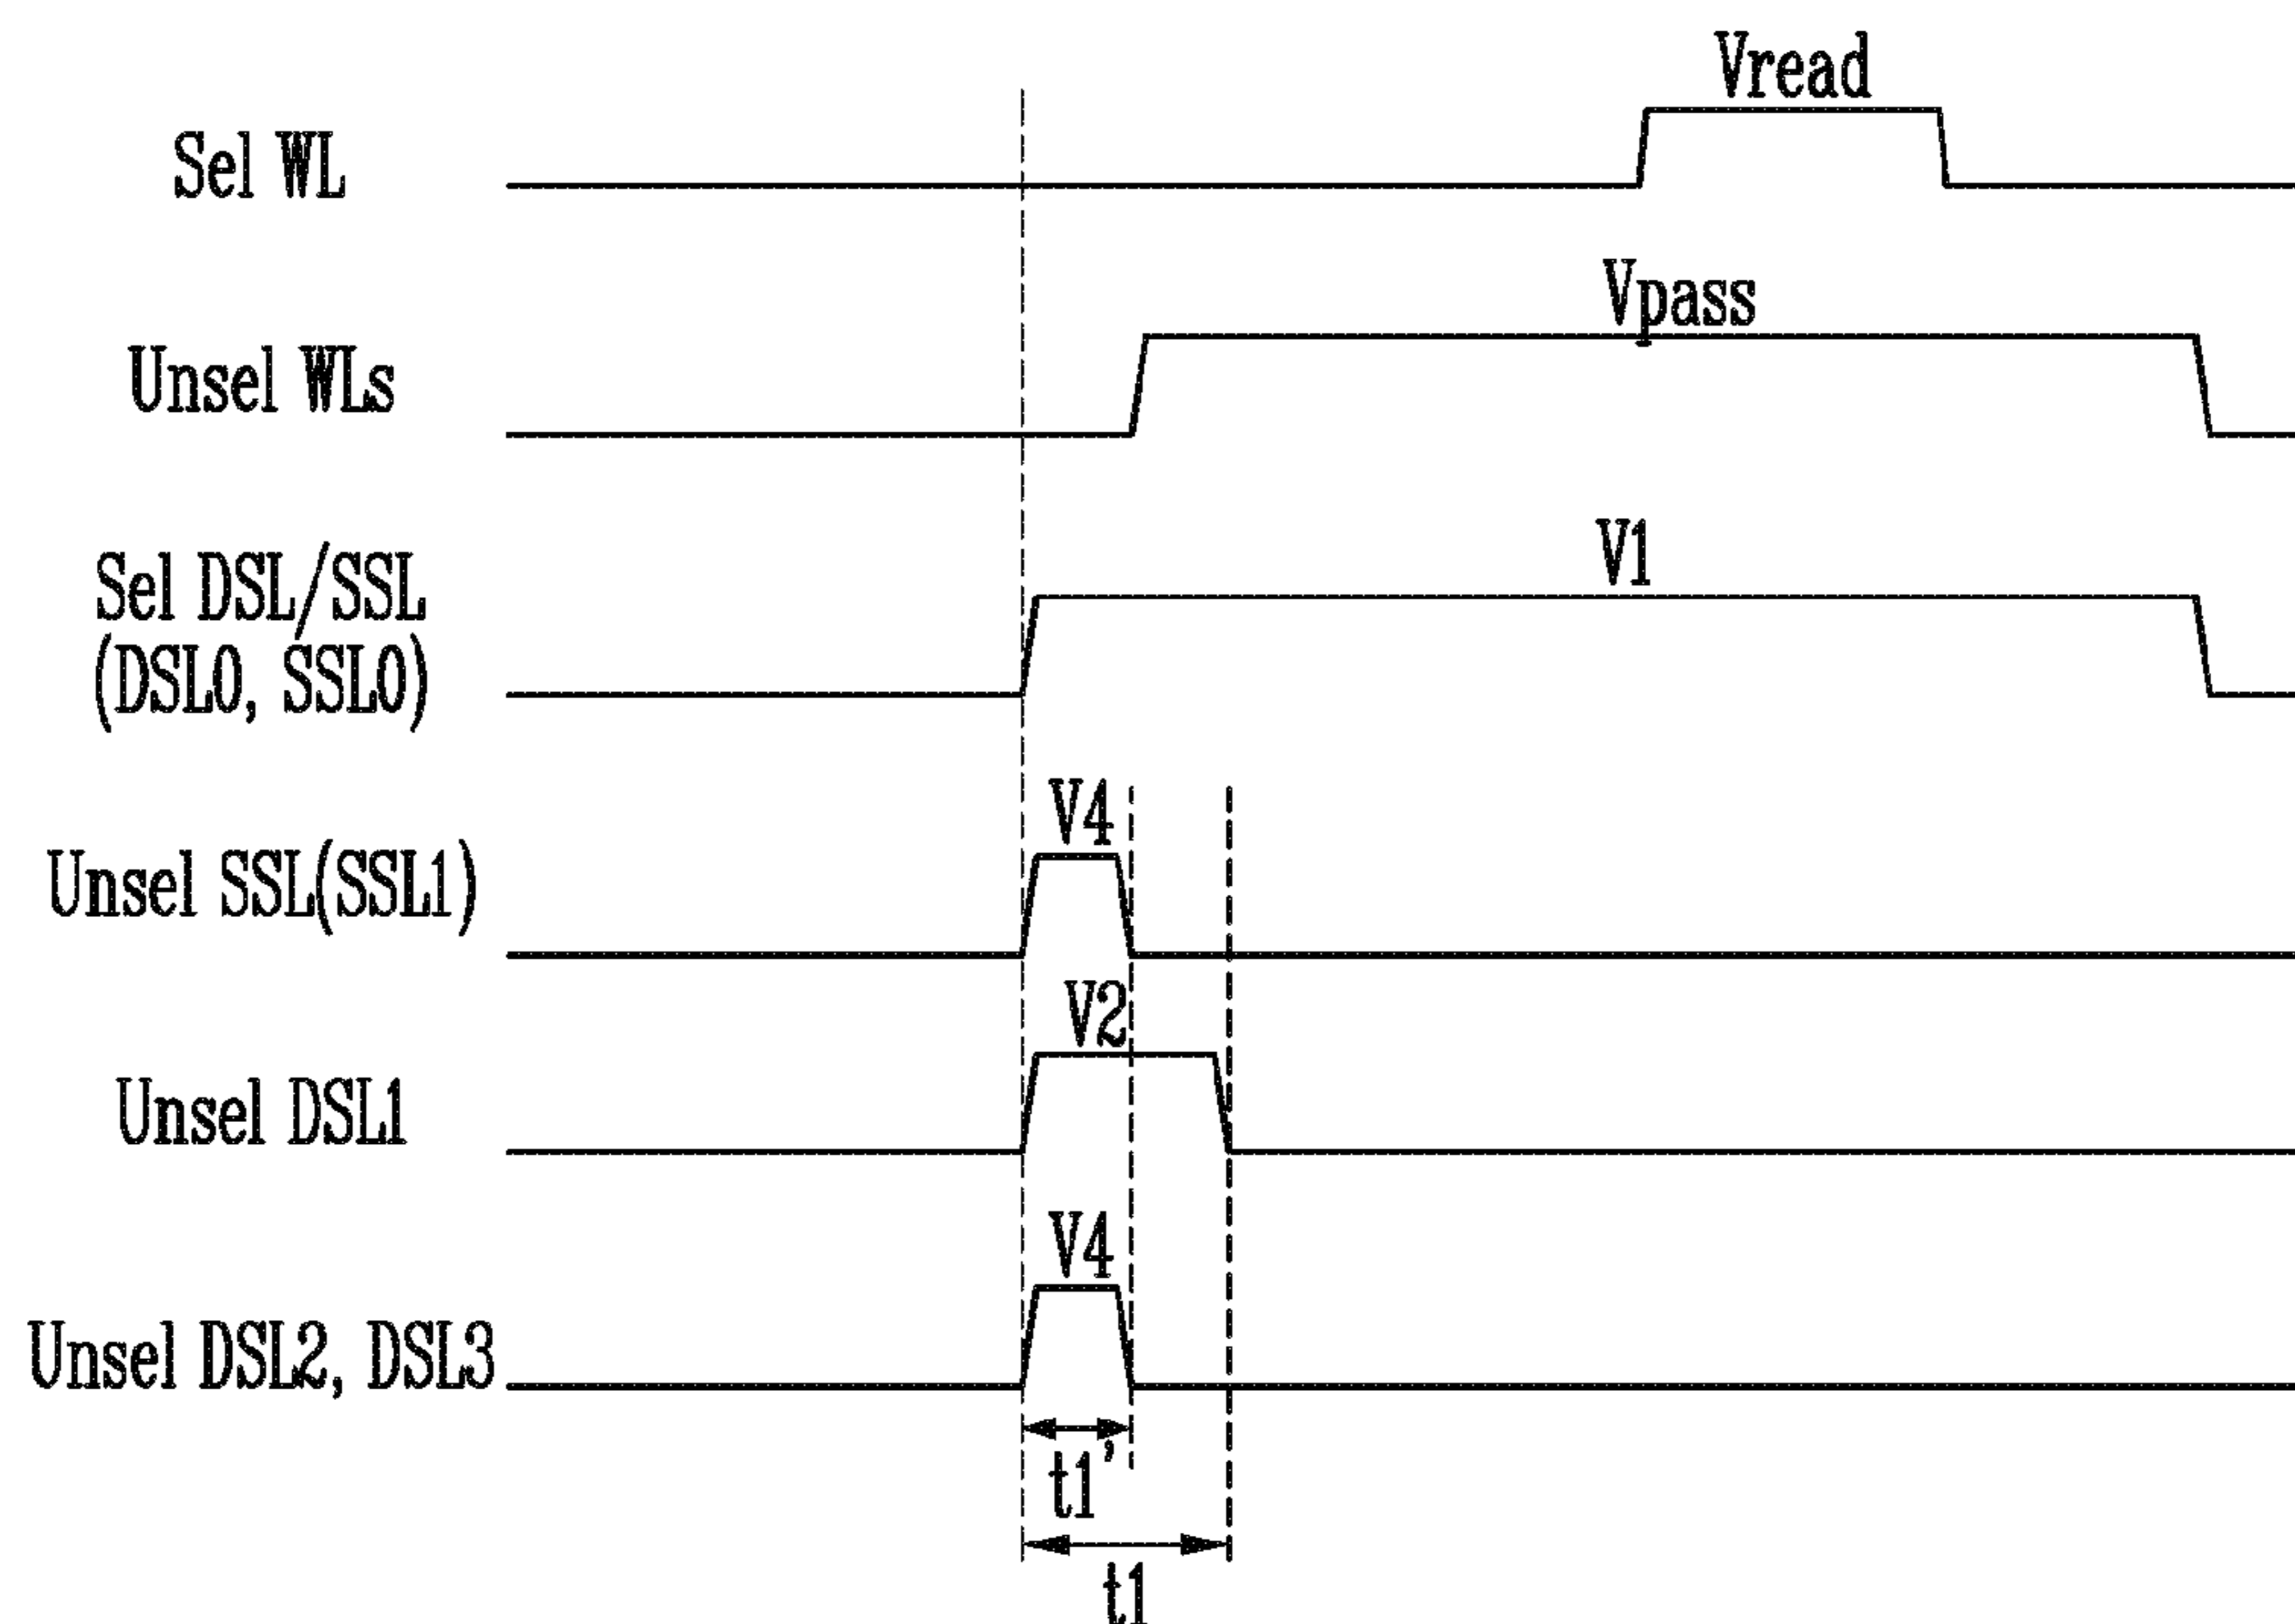 Vread
Sel WL
Vpass
Unsel WLs
V1
Sel DSL/SSL
(DSL0, SSL0)
V4
Unsel SSL(SSL1)
V2
Unsel DSL1
V4
Unsel DSL2, DSL3
t1’
t1